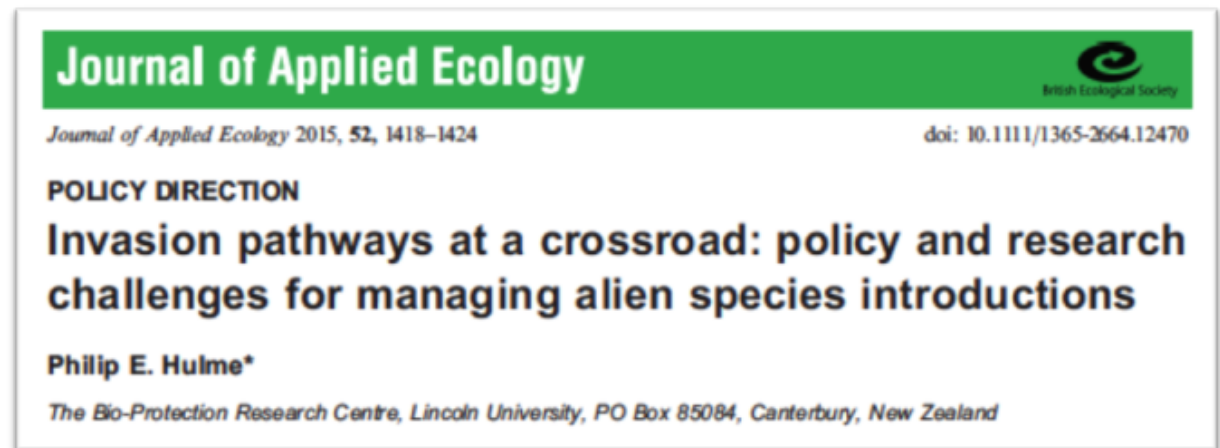 Journal of Applied Ecology
British Ecological Society
Journal of Applied Ecology 2015, 52, 1418–1424
doi: 10.1111/1365-2664.12470
POLICY DIRECTION
Invasion pathways at a crossroad: policy and research
challenges for managing alien species introductions
Philip E. Hulme*
The Bio-Protection Research Centre, Lincoln University, PO Box 85084, Canterbury, New Zealand